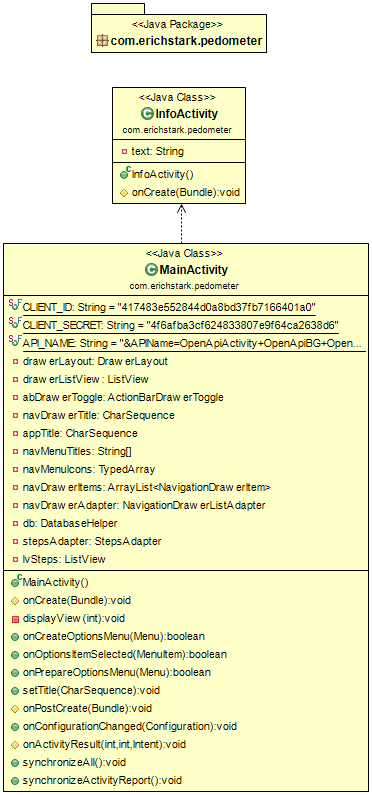 <<Java Package>>
com.erichstark.pedometer
<<Java Class>>
InfoActivity
com.erichstark.pedometer
text: String
InfoActivity()
onCreate(Bundle):void
<<Java Class>>
MainActivity
com.erichstark.pedometer
CLIENT_ID: String = "417483e552844d0a8bd37fb7166401a0"
CLIENT_SECRET: String = "4f6afba3cf624833807e9f64ca2638d6"
API_NAME: String = "&APIName=OpenApiActivity+OpenApiBG+Open...
drawerLayout: DrawerLayout
drawerListView: ListView
abDrawerToggle: ActionBarDrawerToggle
navDrawerTitle: CharSequence
appTitle: CharSequence
navMenuTitles: String[]
navMenuIcons: TypedArray
navDrawerItems: ArrayList<NavigationDrawerItem>
navDrawerAdapter: NavigationDrawerListAdapter
db: DatabaseHelper
stepsAdapter: StepsAdapter
lvSteps: ListView
MainActivity()
onCreate(Bundle):void
displayView(int):void
onCreateOptionsMenu(Menu):boolean
onOptionsItemSelected(MenuItem):boolean
onPrepareOptionsMenu(Menu):boolean
setTitle(CharSequence):void
onPostCreate(Bundle):void
onConfigurationChanged(Configuration):void
onActivityResult(int,int,Intent):void
synchronizeAll():void
synchronizeActivityReport():void